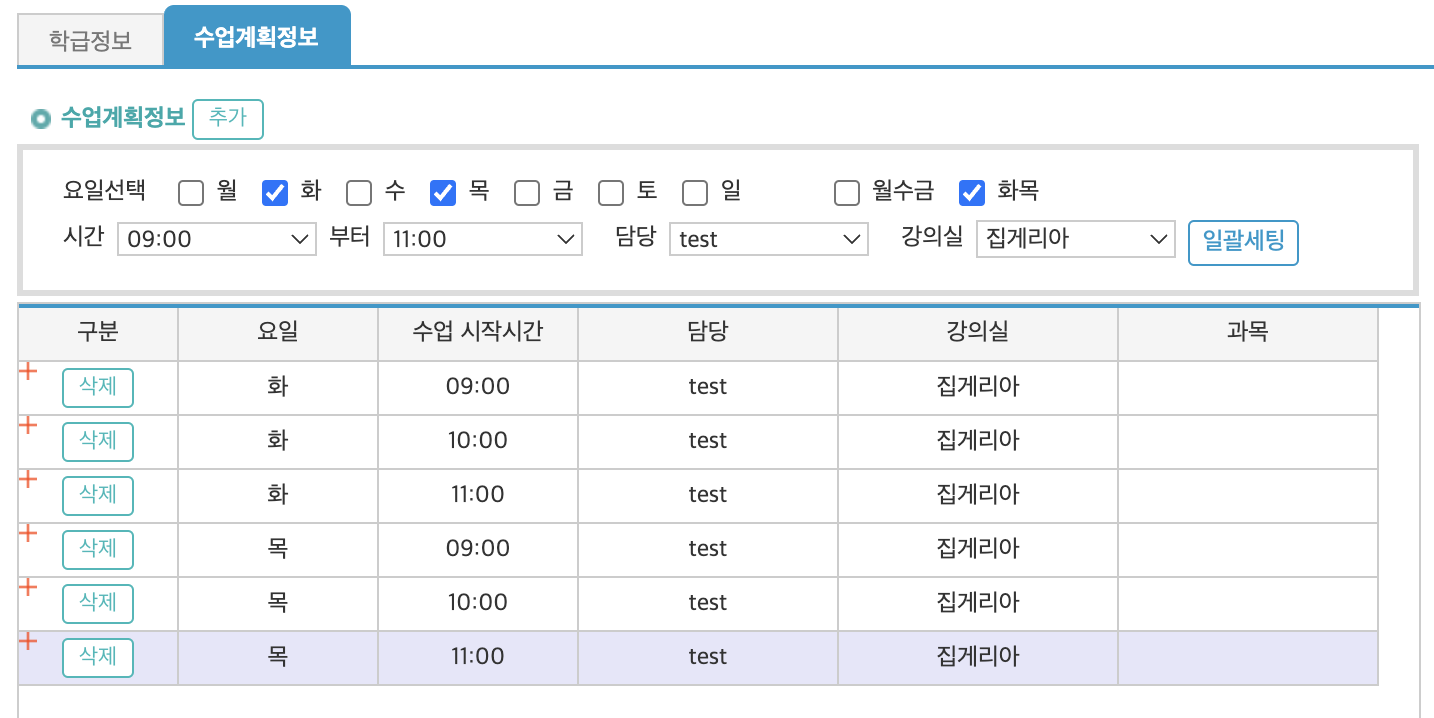 학급정보 수업계획정보
수업계획정보 추가
요일선택 월 화 수 목 금 토 일 월수금 화목
시간 09:00 부터 11:00 담당 test 강의실 집게리아 일괄세팅
구분 요일 수업 시작시간 담당 강의실 과목
삭제 화 09:00 test 집게리아
삭제 화 10:00 test 집게리아
삭제 화 11:00 test 집게리아
삭제 목 09:00 test 집게리아
삭제 목 10:00 test 집게리아
삭제 목 11:00 test 집게리아